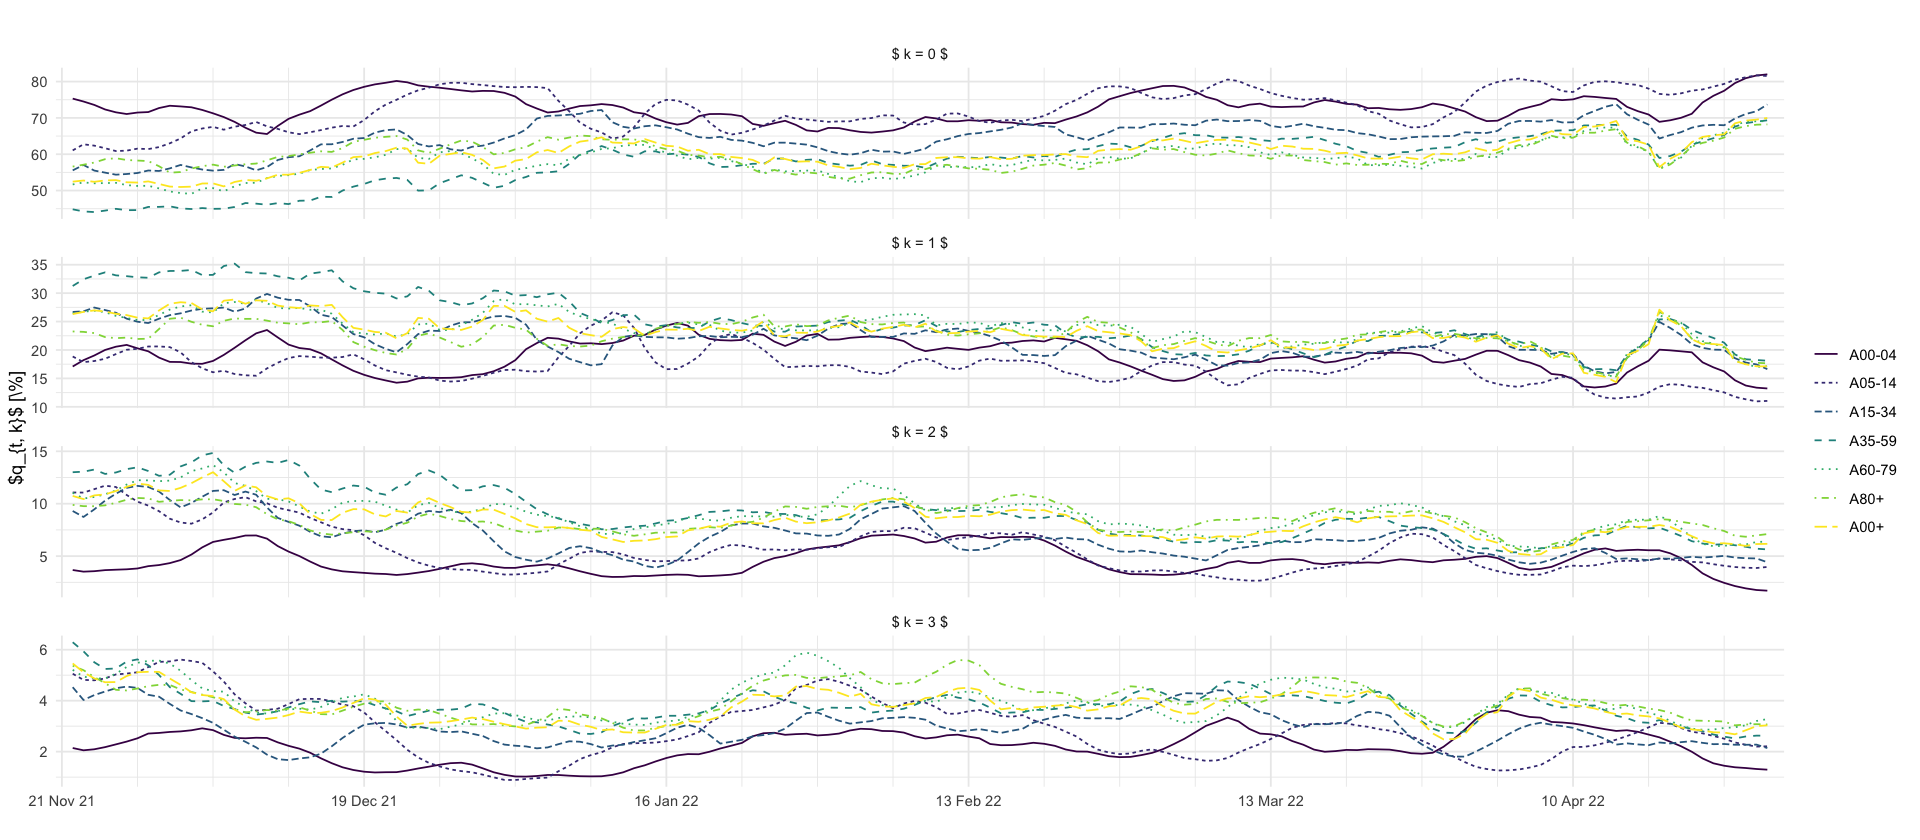 $ k = 0 $
80
70
60
50
$ k = 1 $
35
30
25
20
15
10
$ k = 2 $
15
10
5
$ k = 3 $
6
4
2
21 Nov 21
19 Dec 21
16 Jan 22
13 Feb 22
13 Mar 22
10 Apr 22
$q_{t, k}$ [\%]
A00-04
A05-14
A15-34
A35-59
A60-79
A80+
A00+